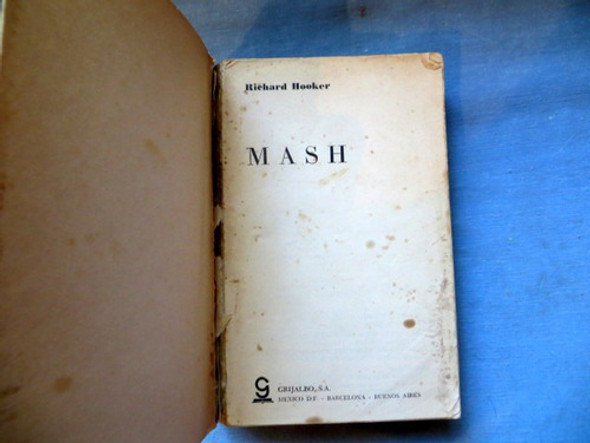 Richard Hooker
MASH
G
GRIJALBO, S.A.
MEXICO D.F. - BARCELONA - BUENOS AIRES